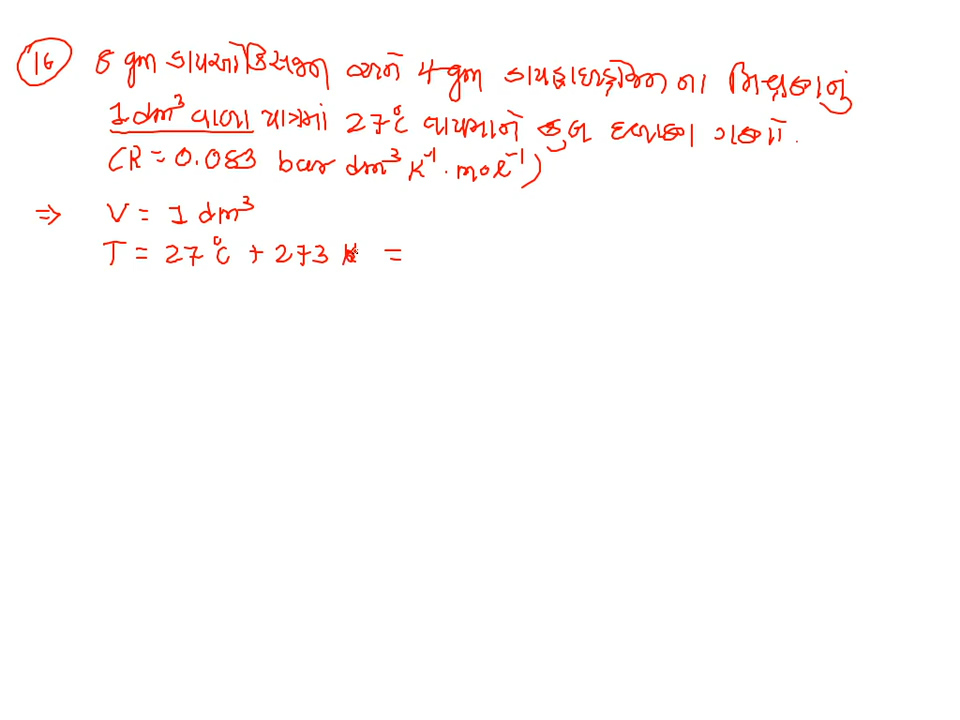 16 8 gm ડાયઓક્સિજન અને 4 gm ડાયહાઇડ્રોજન ના મિશ્રણનું
1 dm³ વાળા પાત્રમાં 27°C તાપમાને કુલ દબાણ ગણો.
(R = 0.083 bar dm³ K⁻¹ · mol⁻¹)
⇒ V = 1 dm³
T = 27°C + 273 K =